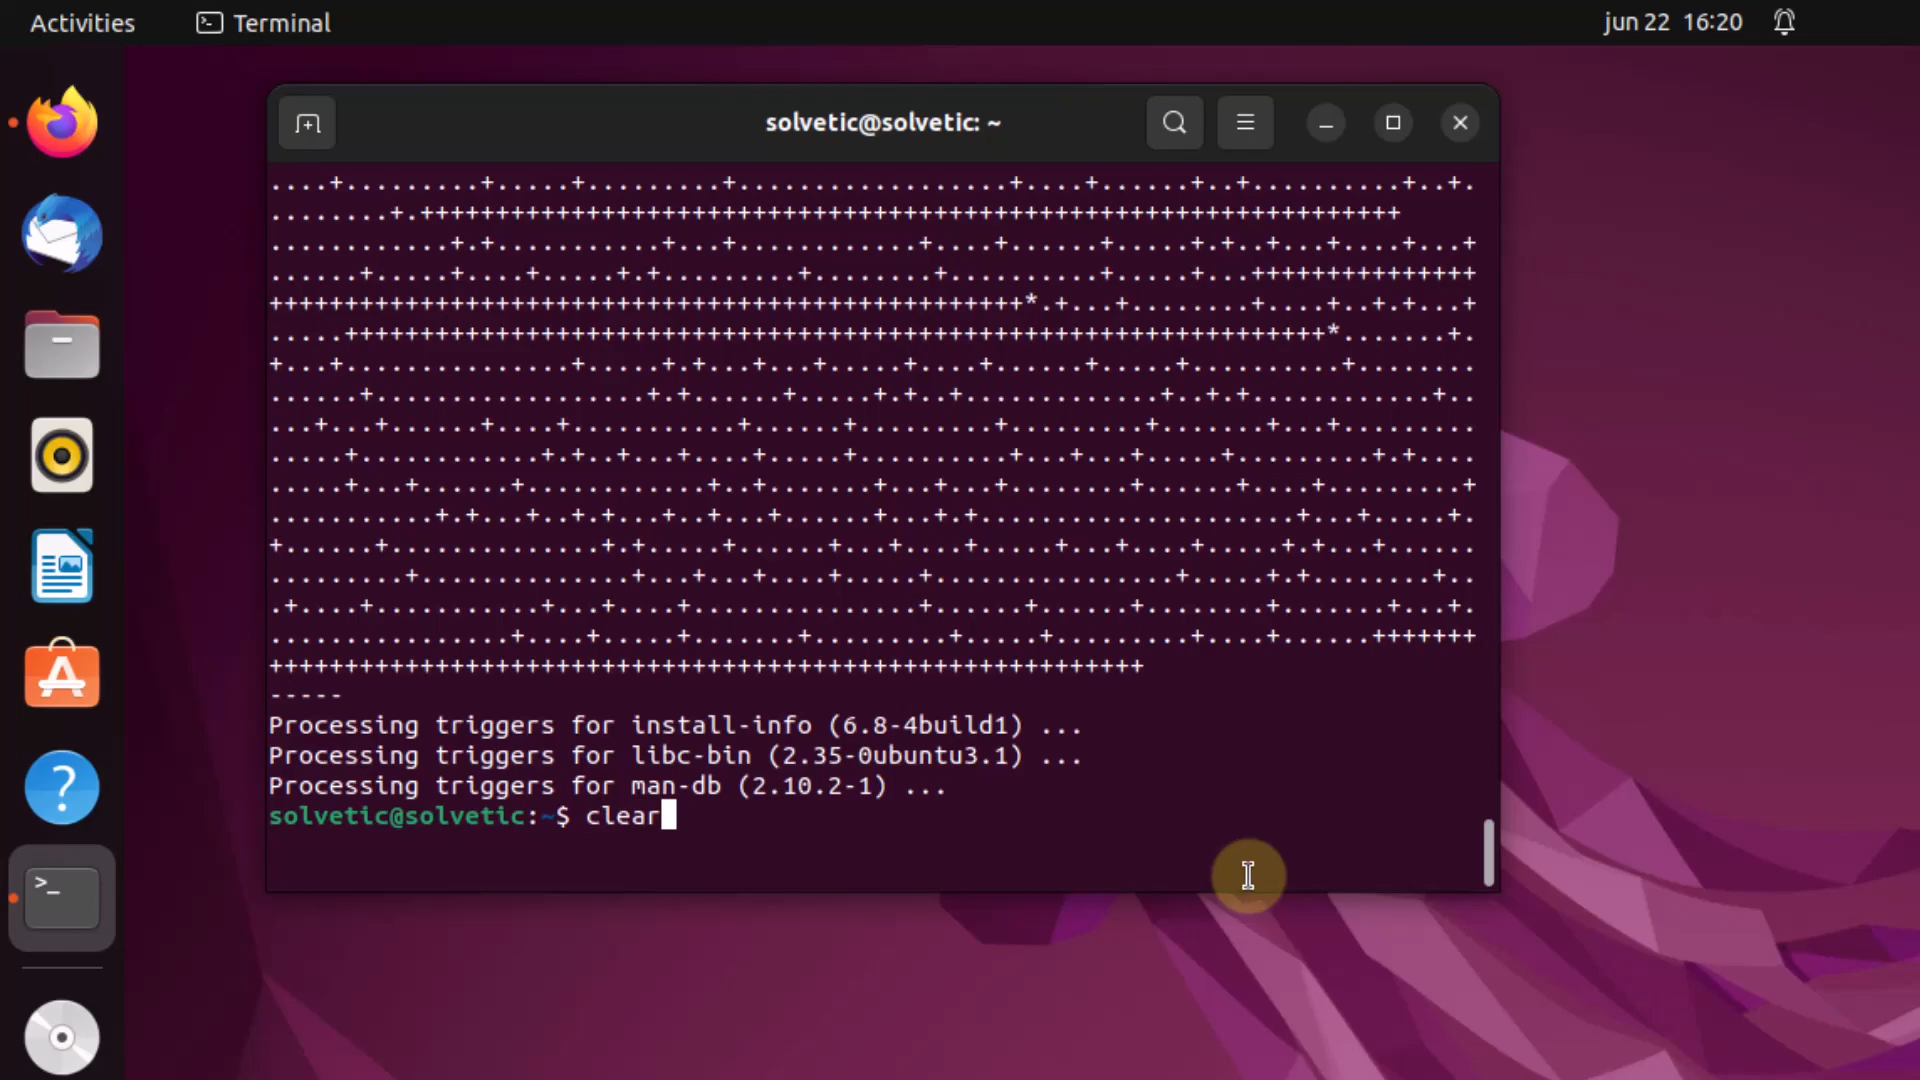 Activities
Terminal
jun 22 16:20
solvetic@solvetic: ~
-----
Processing triggers for install-info (6.8-4build1) ...
Processing triggers for libc-bin (2.35-0ubuntu3.1) ...
Processing triggers for man-db (2.10.2-1) ...
solvetic@solvetic:~$ clear